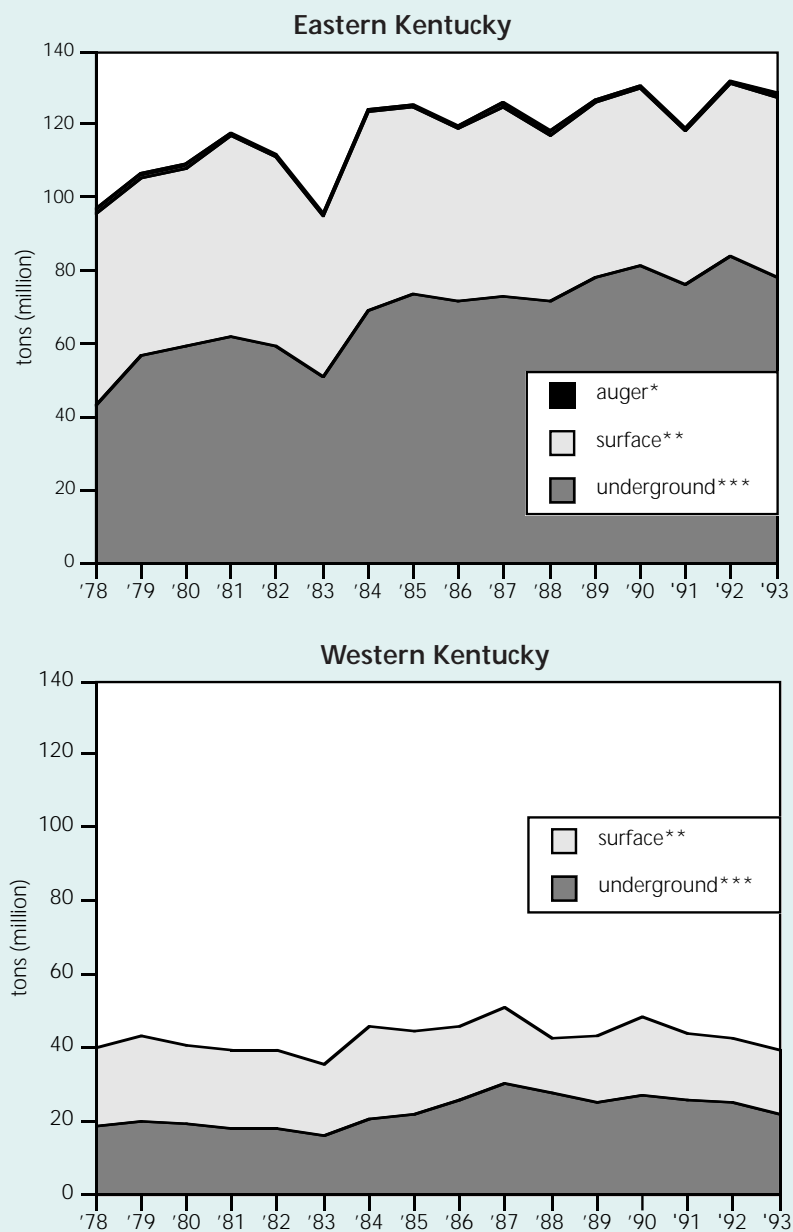 Eastern Kentucky
140
120
100
80
60
40
20
0
tons (million)
auger*
surface**
underground***
'78 '79 '80 '81 '82 '83 '84 '85 '86 '87 '88 '89 '90 '91 '92 '93
Western Kentucky
140
120
100
80
60
40
20
0
tons (million)
surface**
underground***
'78 '79 '80 '81 '82 '83 '84 '85 '86 '87 '88 '89 '90 '91 '92 '93